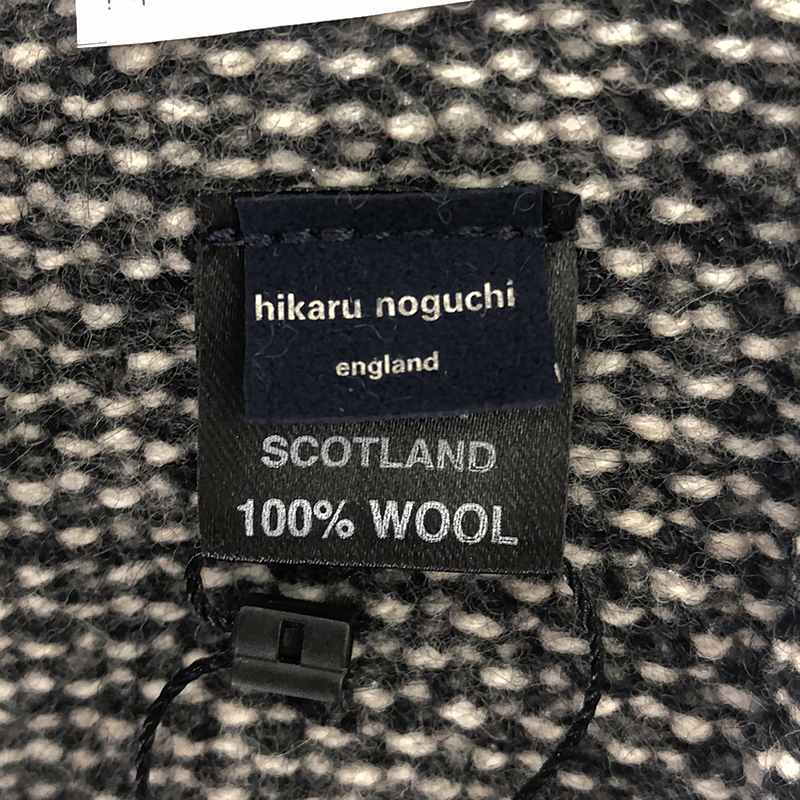 hikaru noguchi
england
SCOTLAND
100% WOOL